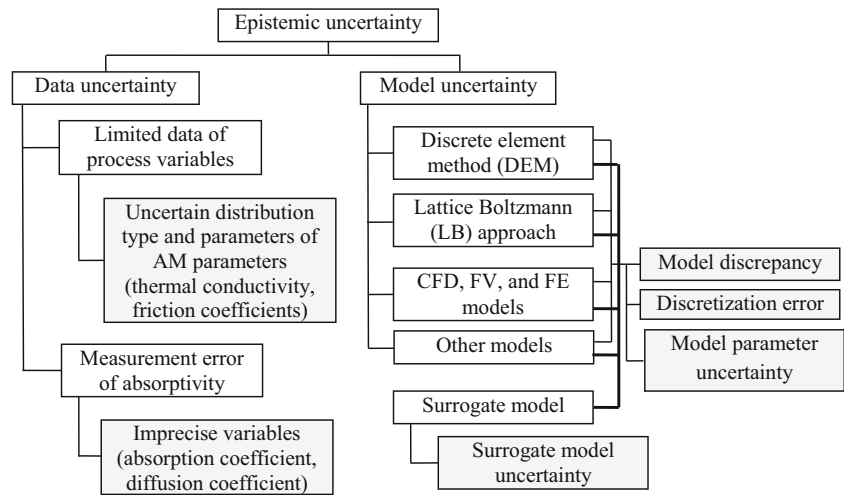 Epistemic uncertainty
Data uncertainty
Limited data of
process variables
Uncertain distribution
type and parameters of
AM parameters
(thermal conductivity,
friction coefficients)
Measurement error
of absorptivity
Imprecise variables
(absorption coefficient,
diffusion coefficient)
Model uncertainty
Discrete element
method (DEM)
Lattice Boltzmann
(LB) approach
CFD, FV, and FE
models
Other models
Surrogate model
Surrogate model
uncertainty
Model discrepancy
Discretization error
Model parameter
uncertainty